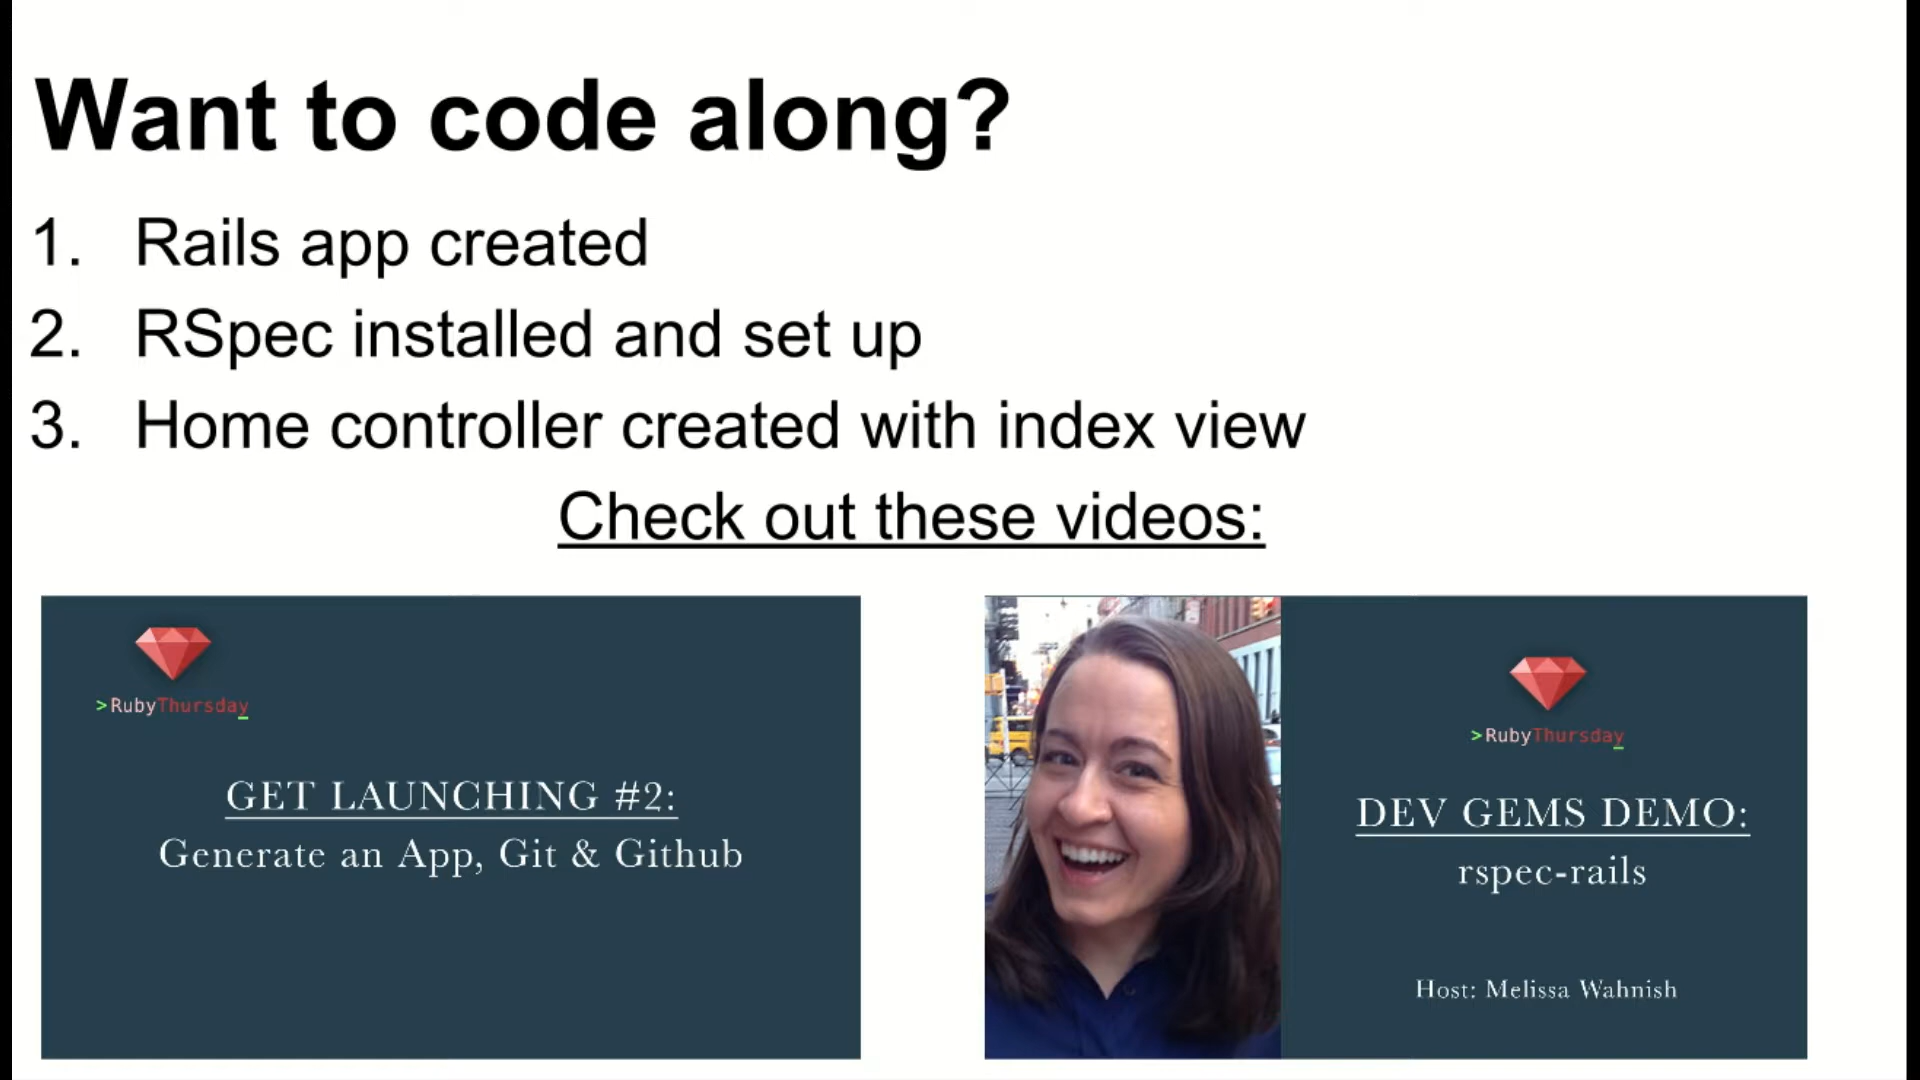 Want to code along?
1. Rails app created
2. RSpec installed and set up
3. Home controller created with index view
Check out these videos:
>RubyThursday
GET LAUNCHING #2:
Generate an App, Git & Github
>RubyThursday
DEV GEMS DEMO:
rspec-rails
Host: Melissa Wahnish